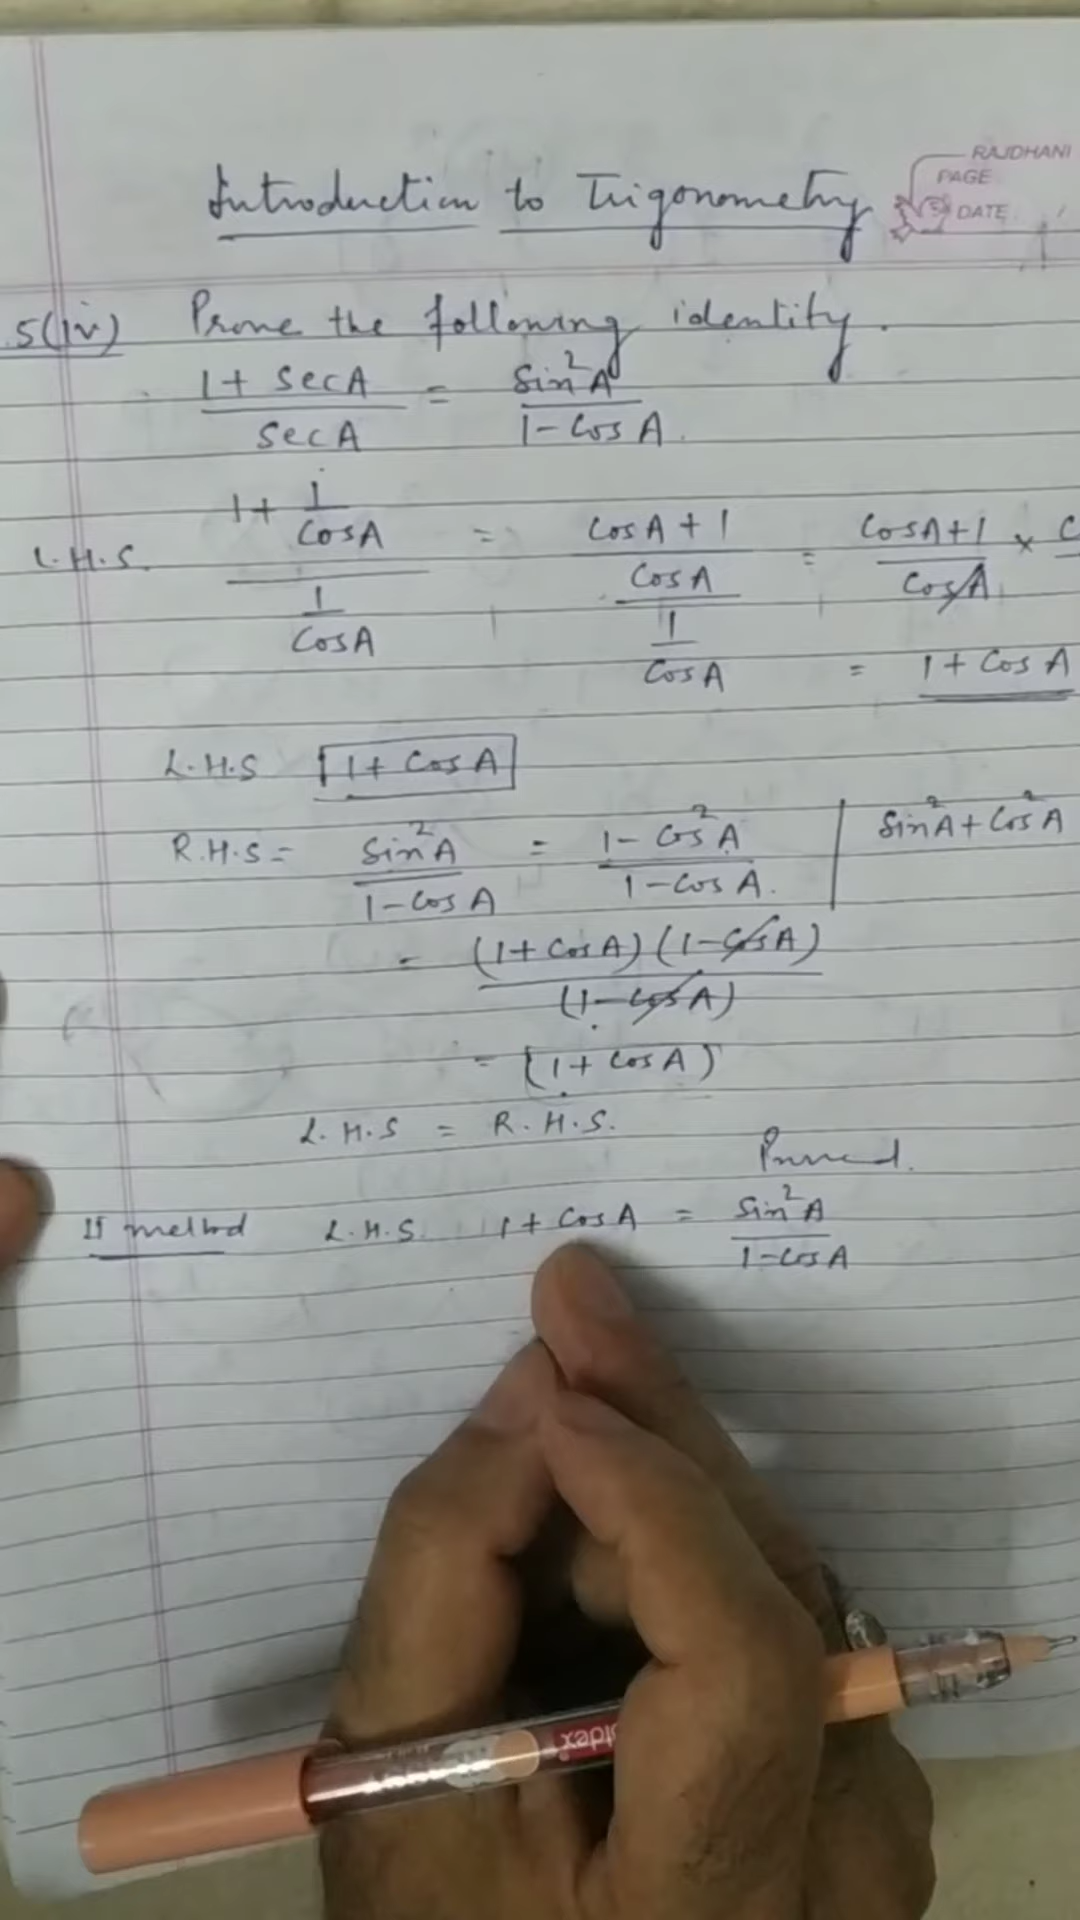 Introduction to Trigonometry
RAJDHANI
PAGE
DATE / 
5(iv) Prove the following identity.
1 + secA / secA = Sin²A / 1 - CosA.
L.H.S. 1 + 1/CosA / 1/CosA = CosA + 1 / CosA / 1/CosA = CosA+1 / CosA × C
= 1 + CosA
L.H.S 1 + CosA
R.H.S = Sin²A / 1 - CosA = 1 - Cos²A / 1 - CosA. | Sin²A + Cos²A
= (1 + CosA) (1 - CosA) / (1 - CosA)
= (1 + CosA)
L.H.S = R.H.S.
Proved.
II method L.H.S. 1 + CosA = Sin²A / 1 - CosA